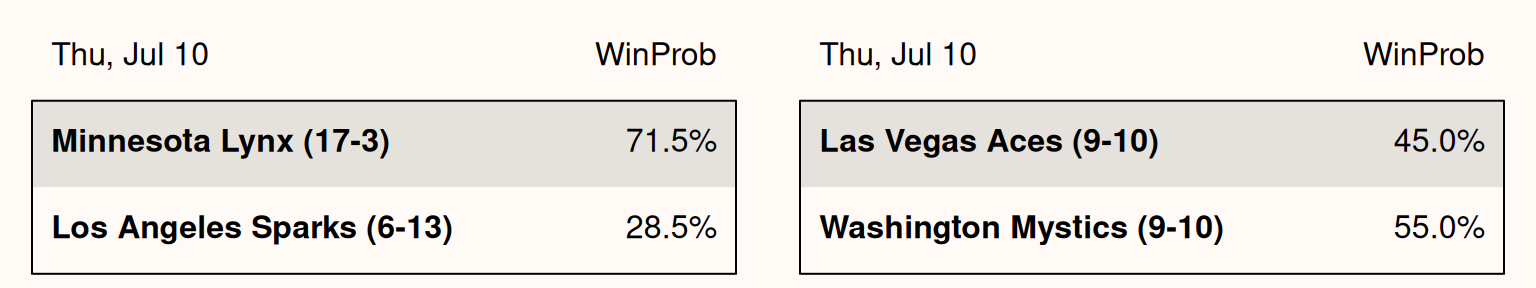 Thu, Jul 10 WinProb
Minnesota Lynx (17-3) 71.5%
Los Angeles Sparks (6-13) 28.5%
Thu, Jul 10 WinProb
Las Vegas Aces (9-10) 45.0%
Washington Mystics (9-10) 55.0%